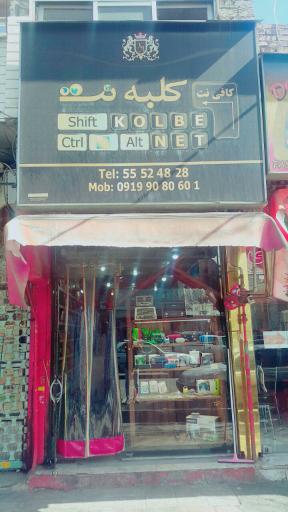 کلبه نت
کافی نت
Shift KOLBE
Ctrl Alt NET
Tel: 55 52 48 28
Mob: 0919 90 80 60 1